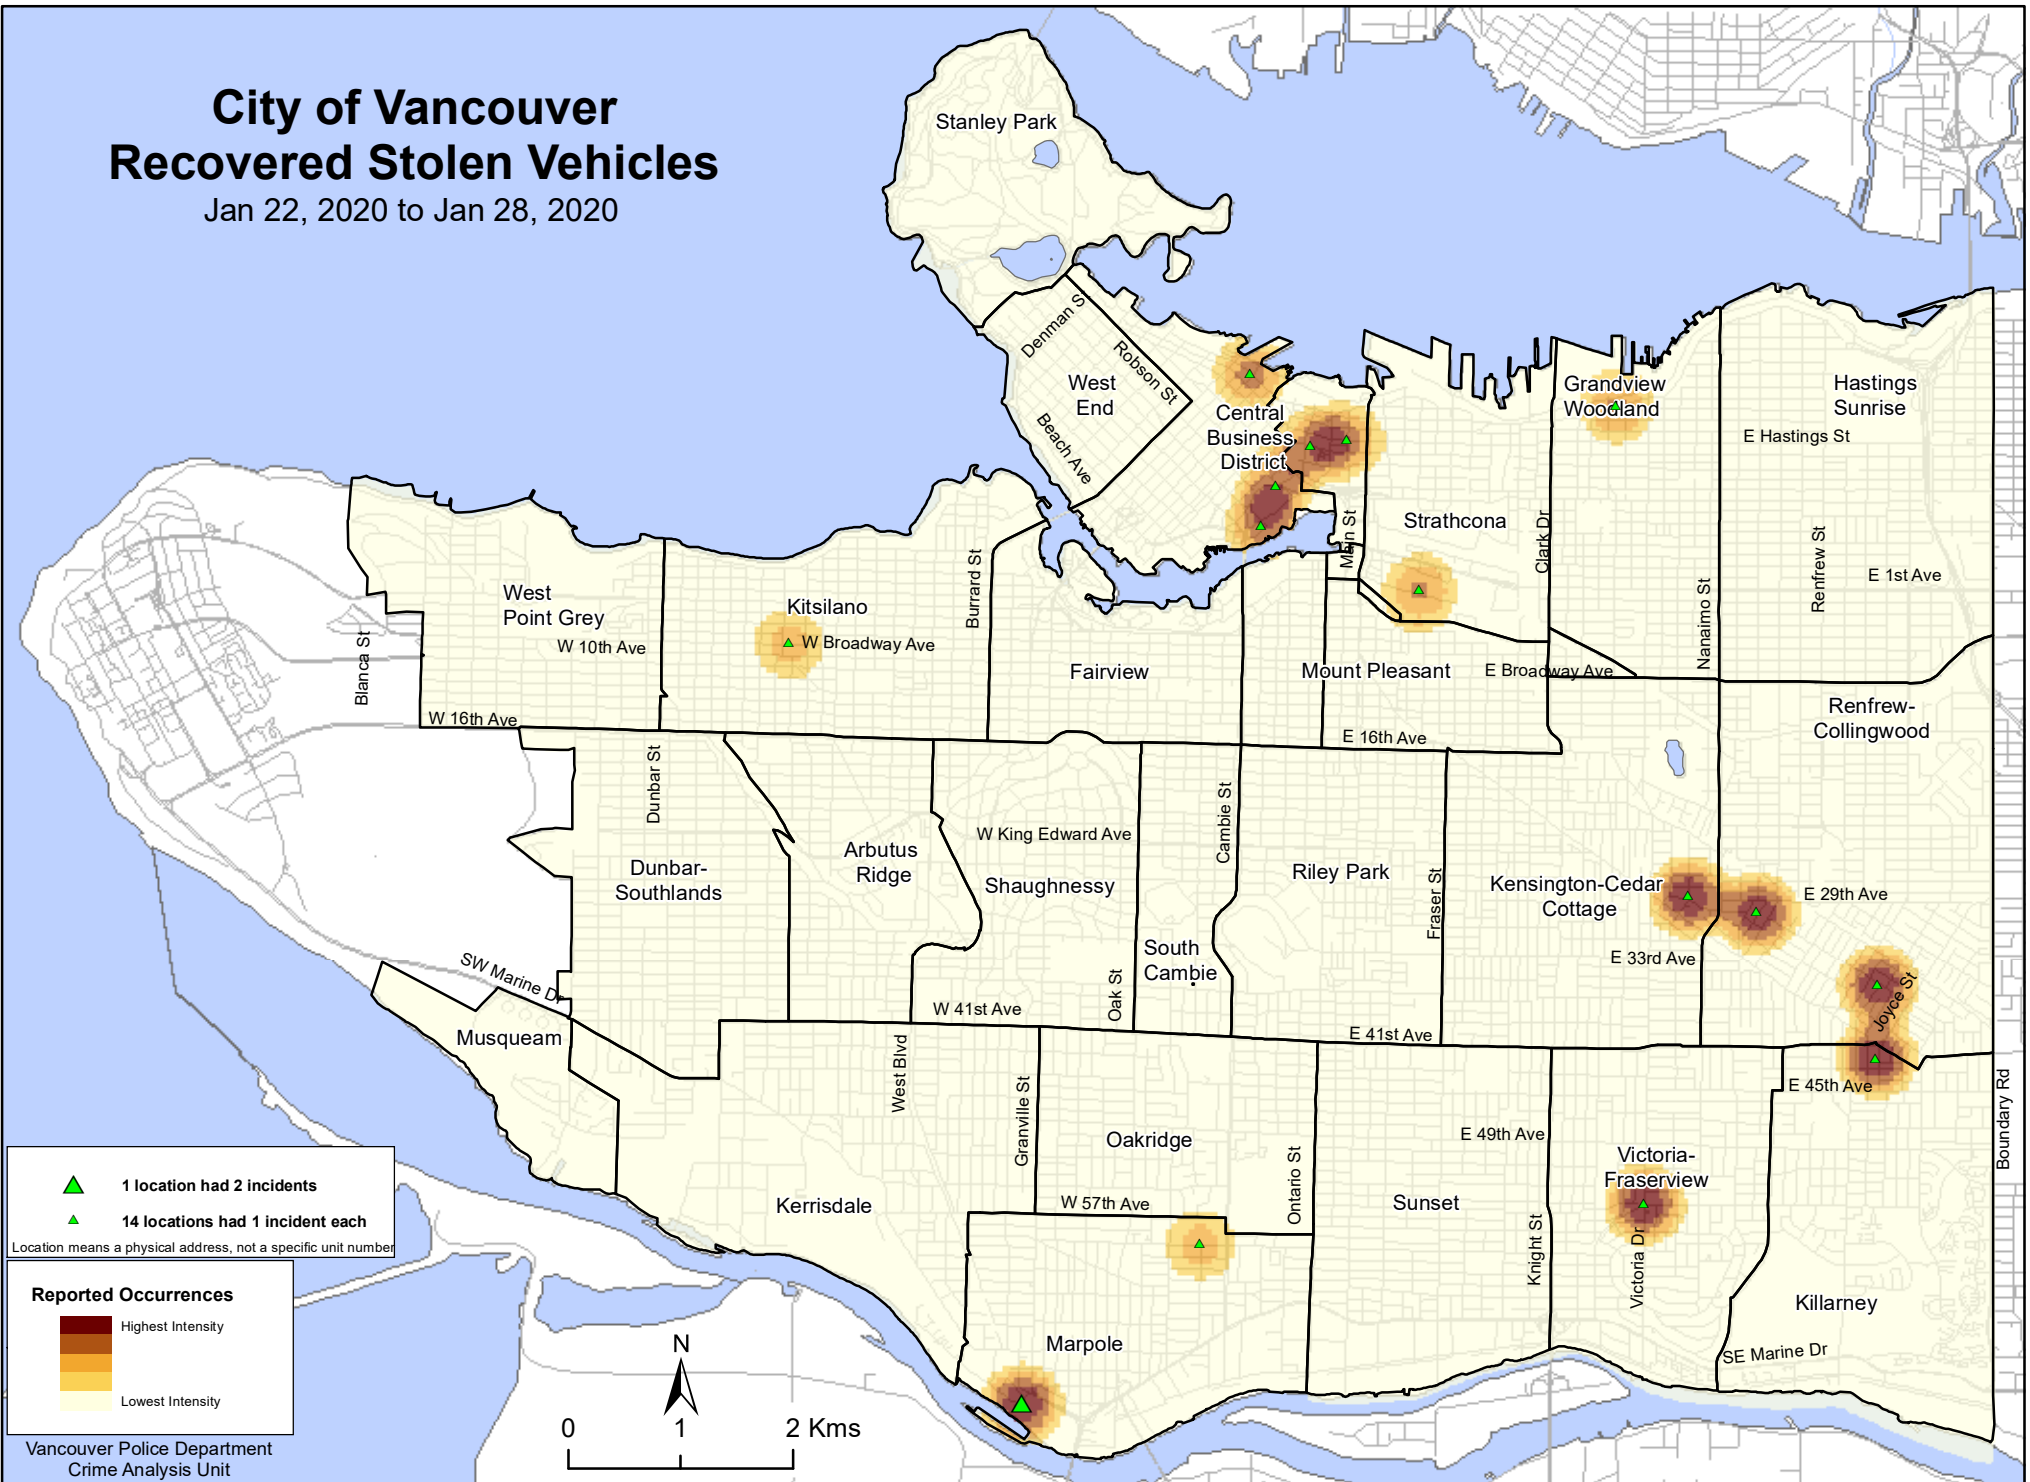 City of Vancouver
Recovered Stolen Vehicles
Jan 22, 2020 to Jan 28, 2020
Stanley Park
Denman S
Robson St
West
End
Beach Ave
Central
Business
District
Grandview
Woodland
Hastings
Sunrise
E Hastings St
Strathcona
Main St
Clark Dr
Nanaimo St
Renfrew St
E 1st Ave
West
Point Grey
W 10th Ave
Blanca St
W 16th Ave
Kitsilano
W Broadway Ave
Burrard St
Fairview
Mount Pleasant
E Broadway Ave
E 16th Ave
Renfrew-
Collingwood
Dunbar St
Dunbar-
Southlands
Arbutus
Ridge
W King Edward Ave
Shaughnessy
Cambie St
South
Cambie
Oak St
W 41st Ave
Riley Park
Fraser St
Kensington-Cedar
Cottage
E 29th Ave
E 33rd Ave
Joyce St
E 41st Ave
SW Marine Dr
Musqueam
West Blvd
Granville St
Oakridge
W 57th Ave
Ontario St
E 49th Ave
Sunset
Knight St
Victoria-
Fraserview
Victoria Dr
E 45th Ave
Boundary Rd
Killarney
SE Marine Dr
Kerrisdale
Marpole
1 location had 2 incidents
14 locations had 1 incident each
Location means a physical address, not a specific unit number
Reported Occurrences
Highest Intensity
Lowest Intensity
Vancouver Police Department
Crime Analysis Unit
N
0 1 2 Kms